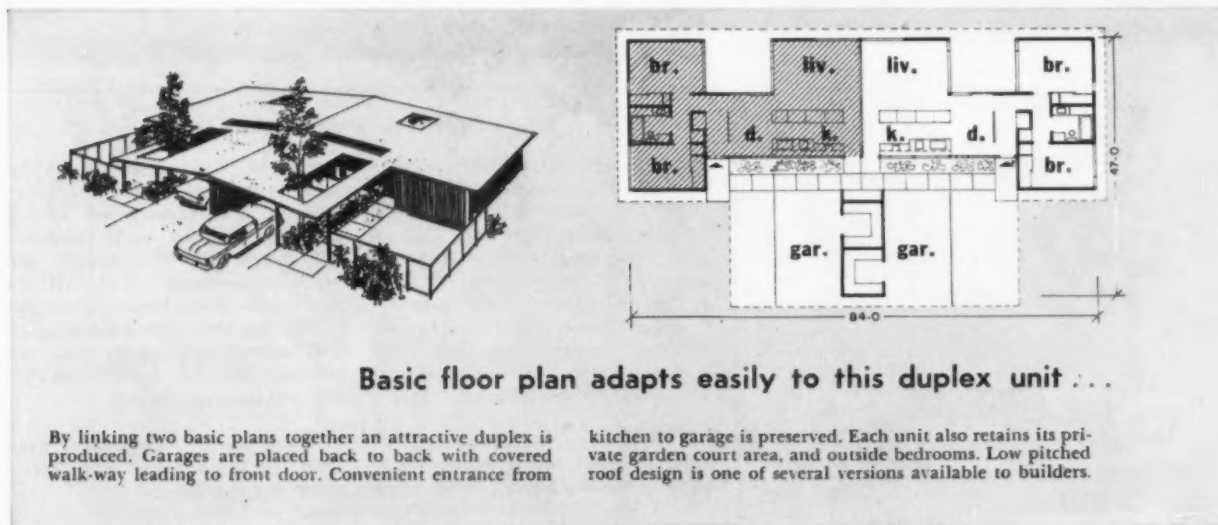 br. liv. liv. br.
d. k. k. d.
br. br.
47-0
gar. gar.
84-0
Basic floor plan adapts easily to this duplex unit . . .
By linking two basic plans together an attractive duplex is
produced. Garages are placed back to back with covered
walk-way leading to front door. Convenient entrance from
kitchen to garage is preserved. Each unit also retains its pri-
vate garden court area, and outside bedrooms. Low pitched
roof design is one of several versions available to builders.